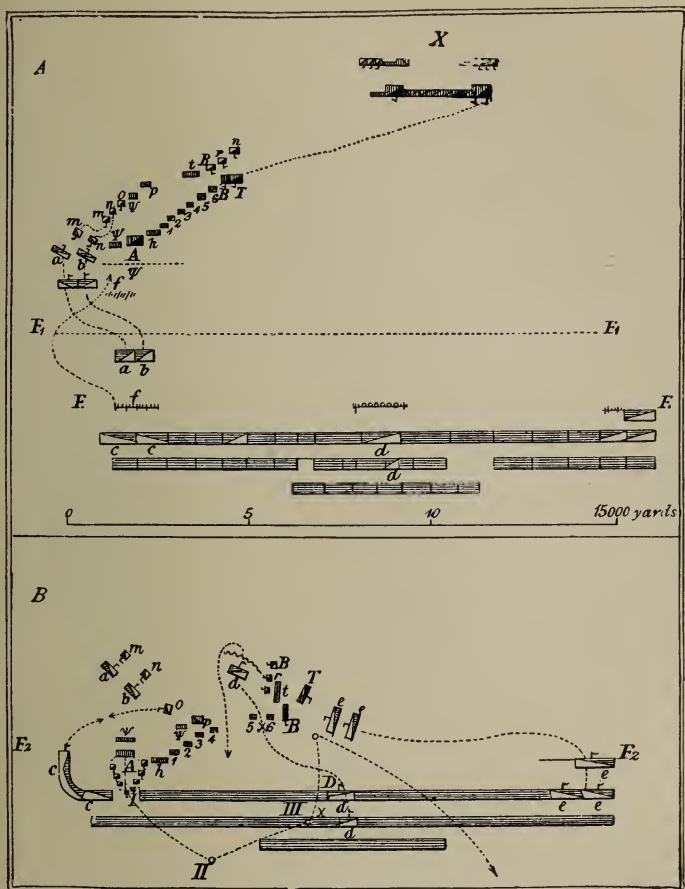 X
A
n
r
B
t
B T
p
6
5
4
3
2
1
O
Ψ
n
m
m
Ψ
n
h
A
a
b
Ψ
f
F1 F1
a b
F. f F.
c c d
d
0 5 10 15000 yards
B
m
a
n
b
B
d
r
t
T
O
p
5 x 6
B
e e
Ψ
Ψ
4
3
2
1
F2 F2
c
A
h
e
D
c
I
d
e e
III
x
d
II